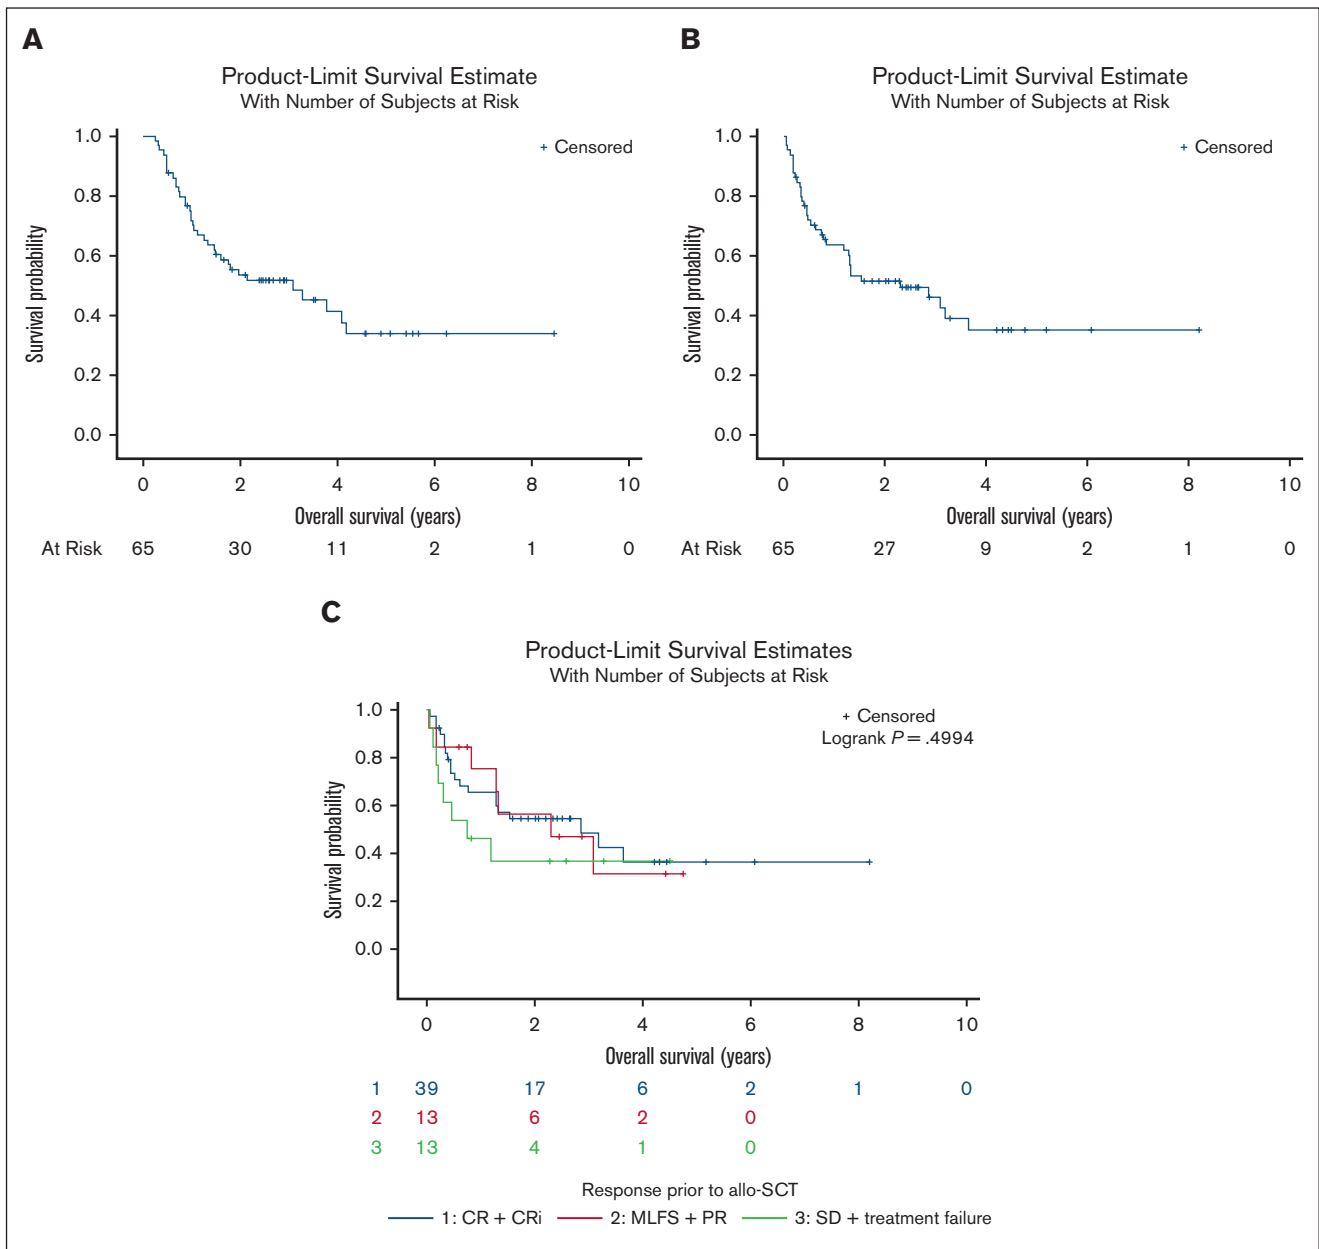 A
Product-Limit Survival Estimate
With Number of Subjects at Risk
+ Censored
Survival probability
1.0
0.8
0.6
0.4
0.2
0.0
0 2 4 6 8 10
Overall survival (years)
At Risk 65 30 11 2 1 0
B
Product-Limit Survival Estimate
With Number of Subjects at Risk
+ Censored
Survival probability
1.0
0.8
0.6
0.4
0.2
0.0
0 2 4 6 8 10
Overall survival (years)
At Risk 65 27 9 2 1 0
C
Product-Limit Survival Estimates
With Number of Subjects at Risk
+ Censored
Logrank P = .4994
Survival probability
1.0
0.8
0.6
0.4
0.2
0.0
0 2 4 6 8 10
Overall survival (years)
1 39 17 6 2 1 0
2 13 6 2 0
3 13 4 1 0
Response prior to allo-SCT
1: CR + CRi 2: MLFS + PR 3: SD + treatment failure